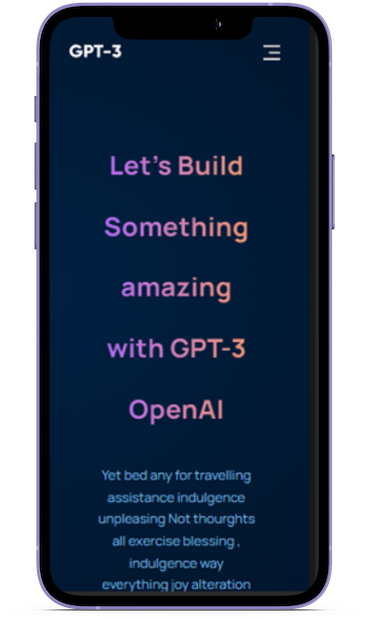 GPT-3
Let's Build
Something
amazing
with GPT-3
OpenAI
Yet bed any for travelling
assistance indulgence
unpleasing Not thourghts
all exercise blessing ,
indulgence way
everything joy alteration